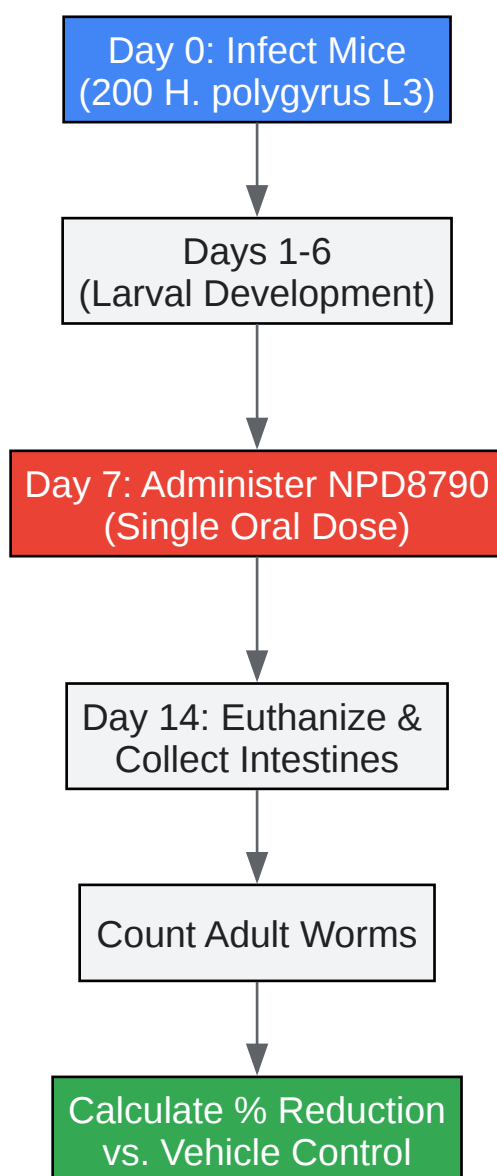 Day 0: Infect Mice
(200 H. polygyrus L3)
Days 1-6
(Larval Development)
Day 7: Administer NPD8790
(Single Oral Dose)
Day 14: Euthanize &
Collect Intestines
Count Adult Worms
Calculate % Reduction
vs. Vehicle Control